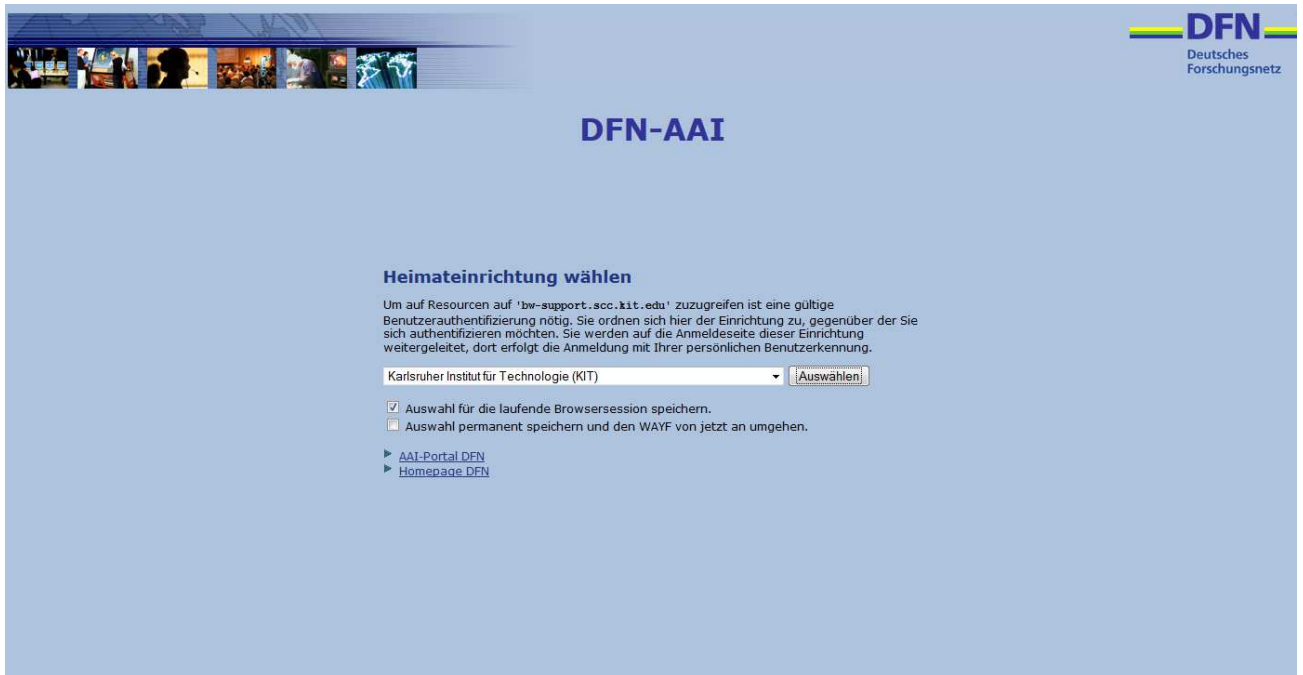 DFN
Deutsches
Forschungsnetz
DFN-AAI
Heimateinrichtung wählen
Um auf Resourcen auf 'bw-support.scc.kit.edu' zuzugreifen ist eine gültige
Benutzerauthentifizierung nötig. Sie ordnen sich hier der Einrichtung zu, gegenüber der Sie
sich authentifizieren möchten. Sie werden auf die Anmeldeseite dieser Einrichtung
weitergeleitet, dort erfolgt die Anmeldung mit Ihrer persönlichen Benutzerkennung.
Karlsruher Institut für Technologie (KIT) Auswählen
Auswahl für die laufende Browsersession speichern.
Auswahl permanent speichern und den WAYF von jetzt an umgehen.
AAI-Portal DFN
Homepage DFN